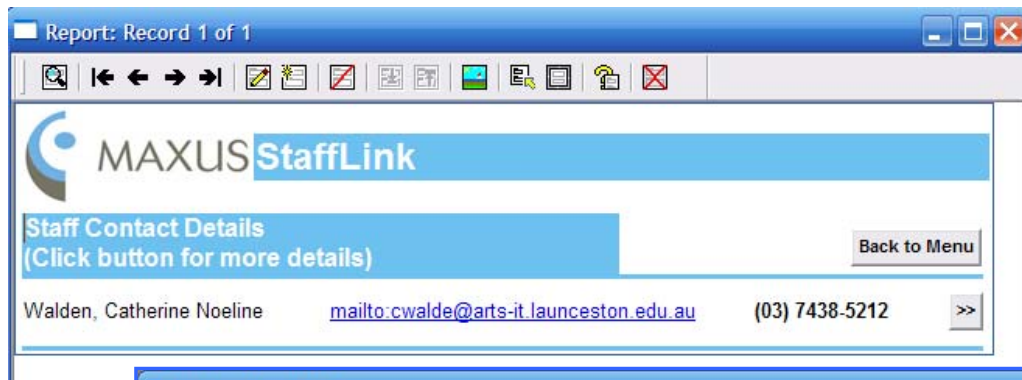 Report: Record 1 of 1
MAXUS StaffLink
Staff Contact Details
(Click button for more details)
Back to Menu
Walden, Catherine Noeline mailto:cwalde@arts-it.launceston.edu.au (03) 7438-5212 >>